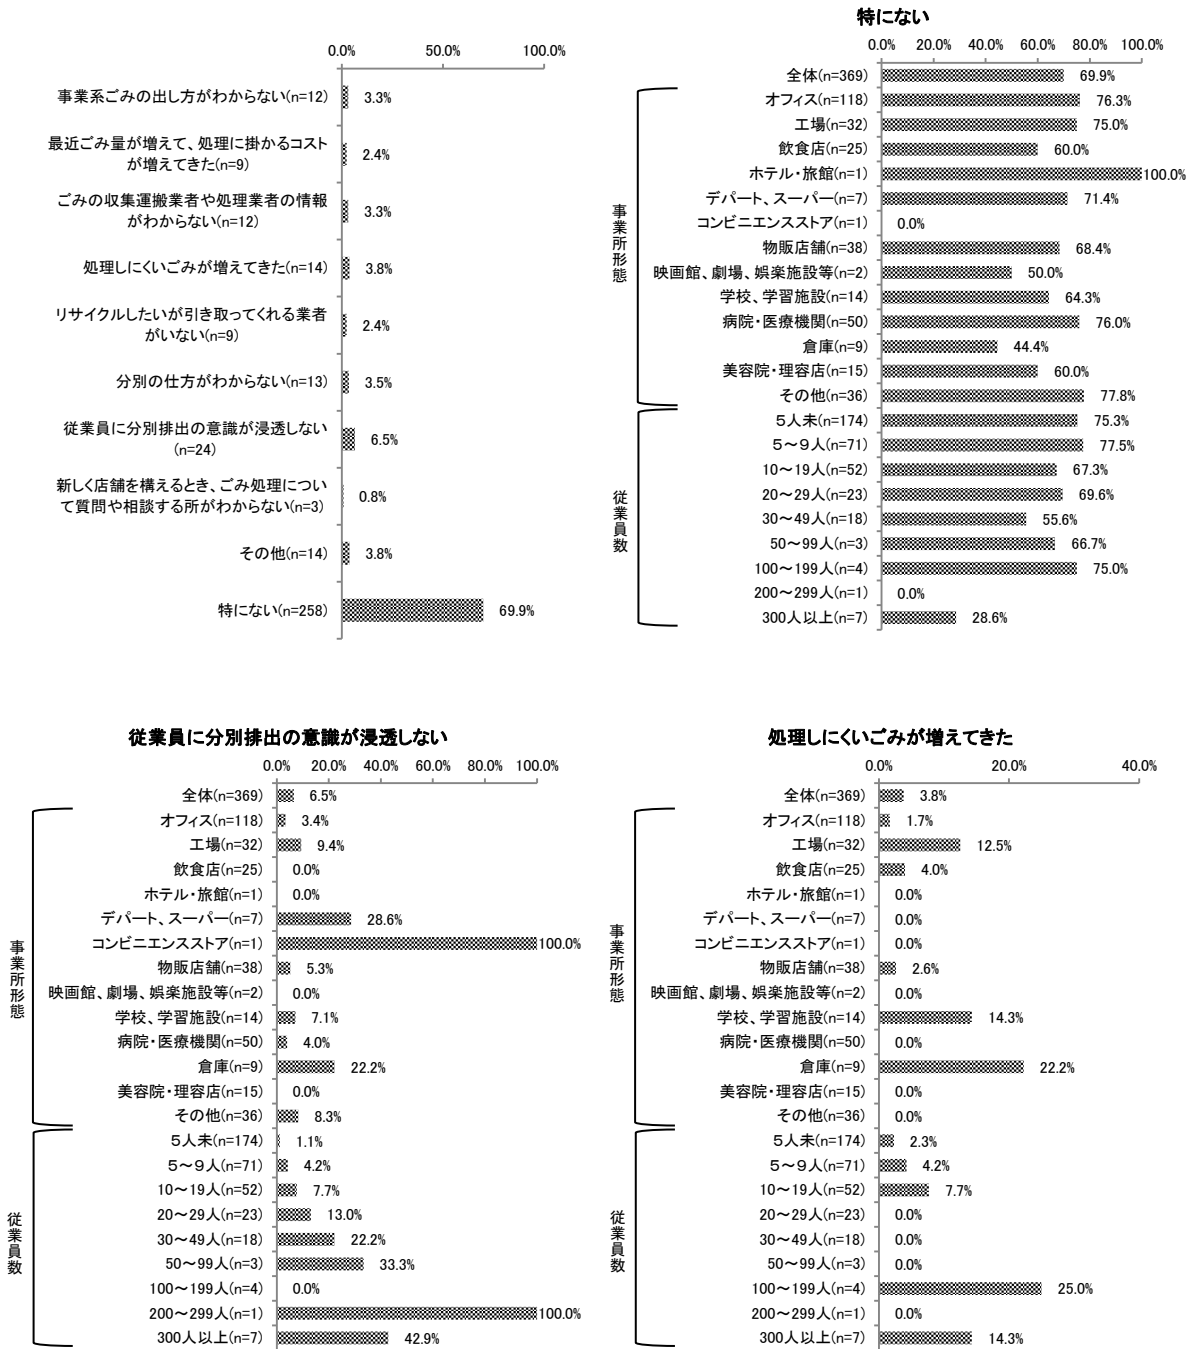 0.0% 50.0% 100.0%
事業系ごみの出し方がわからない(n=12) 3.3%
最近ごみ量が増えて、処理に掛かるコスト
が増えてきた(n=9) 2.4%
ごみの収集運搬業者や処理業者の情報
がわからない(n=12) 3.3%
処理しにくいごみが増えてきた(n=14) 3.8%
リサイクルしたいが引き取ってくれる業者
がいない(n=9) 2.4%
分別の仕方がわからない(n=13) 3.5%
従業員に分別排出の意識が浸透しない
(n=24) 6.5%
新しく店舗を構えるとき、ごみ処理につい
て質問や相談する所がわからない(n=3) 0.8%
その他(n=14) 3.8%
特にない(n=258) 69.9%
特にない
0.0% 20.0% 40.0% 60.0% 80.0% 100.0%
全体(n=369) 69.9%
事業所形態
オフィス(n=118) 76.3%
工場(n=32) 75.0%
飲食店(n=25) 60.0%
ホテル・旅館(n=1) 100.0%
デパート、スーパー(n=7) 71.4%
コンビニエンスストア(n=1) 0.0%
物販店舗(n=38) 68.4%
映画館、劇場、娯楽施設等(n=2) 50.0%
学校、学習施設(n=14) 64.3%
病院・医療機関(n=50) 76.0%
倉庫(n=9) 44.4%
美容院・理容店(n=15) 60.0%
その他(n=36) 77.8%
従業員数
5人未(n=174) 75.3%
5～9人(n=71) 77.5%
10～19人(n=52) 67.3%
20～29人(n=23) 69.6%
30～49人(n=18) 55.6%
50～99人(n=3) 66.7%
100～199人(n=4) 75.0%
200～299人(n=1) 0.0%
300人以上(n=7) 28.6%
従業員に分別排出の意識が浸透しない
0.0% 20.0% 40.0% 60.0% 80.0% 100.0%
全体(n=369) 6.5%
事業所形態
オフィス(n=118) 3.4%
工場(n=32) 9.4%
飲食店(n=25) 0.0%
ホテル・旅館(n=1) 0.0%
デパート、スーパー(n=7) 28.6%
コンビニエンスストア(n=1) 100.0%
物販店舗(n=38) 5.3%
映画館、劇場、娯楽施設等(n=2) 0.0%
学校、学習施設(n=14) 7.1%
病院・医療機関(n=50) 4.0%
倉庫(n=9) 22.2%
美容院・理容店(n=15) 0.0%
その他(n=36) 8.3%
従業員数
5人未(n=174) 1.1%
5～9人(n=71) 4.2%
10～19人(n=52) 7.7%
20～29人(n=23) 13.0%
30～49人(n=18) 22.2%
50～99人(n=3) 33.3%
100～199人(n=4) 0.0%
200～299人(n=1) 100.0%
300人以上(n=7) 42.9%
処理しにくいごみが増えてきた
0.0% 20.0% 40.0%
全体(n=369) 3.8%
事業所形態
オフィス(n=118) 1.7%
工場(n=32) 12.5%
飲食店(n=25) 4.0%
ホテル・旅館(n=1) 0.0%
デパート、スーパー(n=7) 0.0%
コンビニエンスストア(n=1) 0.0%
物販店舗(n=38) 2.6%
映画館、劇場、娯楽施設等(n=2) 0.0%
学校、学習施設(n=14) 14.3%
病院・医療機関(n=50) 0.0%
倉庫(n=9) 22.2%
美容院・理容店(n=15) 0.0%
その他(n=36) 0.0%
従業員数
5人未(n=174) 2.3%
5～9人(n=71) 4.2%
10～19人(n=52) 7.7%
20～29人(n=23) 0.0%
30～49人(n=18) 0.0%
50～99人(n=3) 0.0%
100～199人(n=4) 25.0%
200～299人(n=1) 0.0%
300人以上(n=7) 14.3%